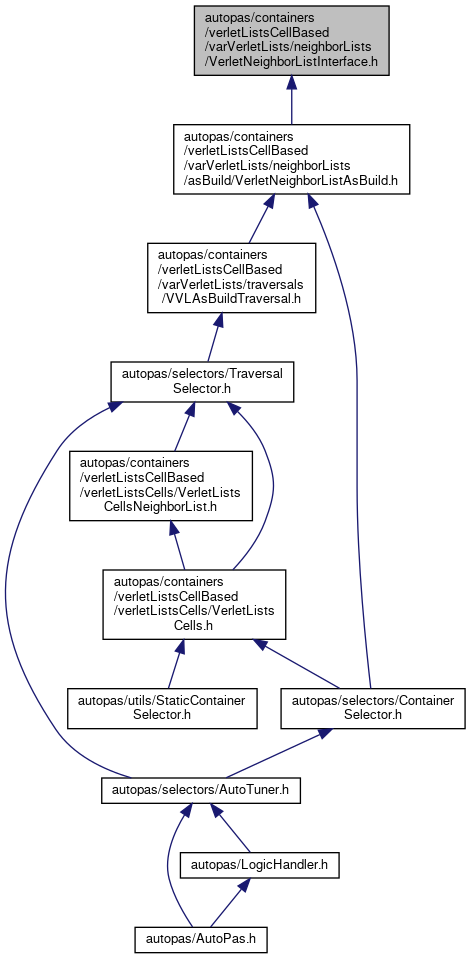 autopas/containers
/verletListsCellBased
/varVerletLists/neighborLists
/VerletNeighborListInterface.h
autopas/containers
/verletListsCellBased
/varVerletLists/neighborLists
/asBuild/VerletNeighborListAsBuild.h
autopas/containers
/verletListsCellBased
/varVerletLists/traversals
/VVLAsBuildTraversal.h
autopas/selectors/Traversal
Selector.h
autopas/containers
/verletListsCellBased
/verletListsCells/VerletLists
CellsNeighborList.h
autopas/containers
/verletListsCellBased
/verletListsCells/VerletLists
Cells.h
autopas/utils/StaticContainer
Selector.h
autopas/selectors/Container
Selector.h
autopas/selectors/AutoTuner.h
autopas/LogicHandler.h
autopas/AutoPas.h